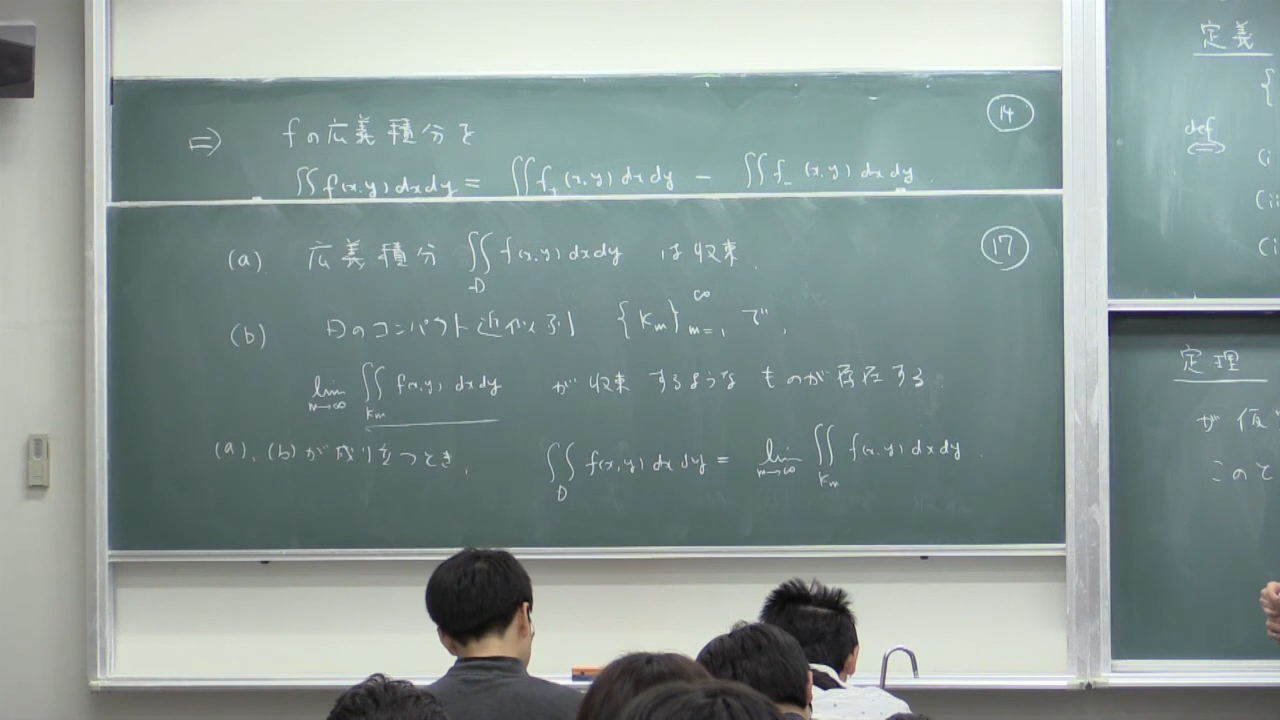 ⇒ fの広義積分を
⑭
∬ f(x,y) dxdy = ∬ f₊(x,y) dxdy − ∬ f₋(x,y) dxdy.
(a) 広義積分 ∬_D f(x,y) dxdy は収束.
⑰
(b) Dのコンパクト近似列 {K_m}_{m=1}^∞ で,
lim_{m→∞} ∬_{K_m} f(x,y) dxdy が収束するようなものが存在する.
(a), (b)が成り立つとき, ∬_D f(x,y) dxdy = lim_{m→∞} ∬_{K_m} f(x,y) dxdy.
定義
{
def
⇔
(i
(ii
(i
定理
が仮
このと